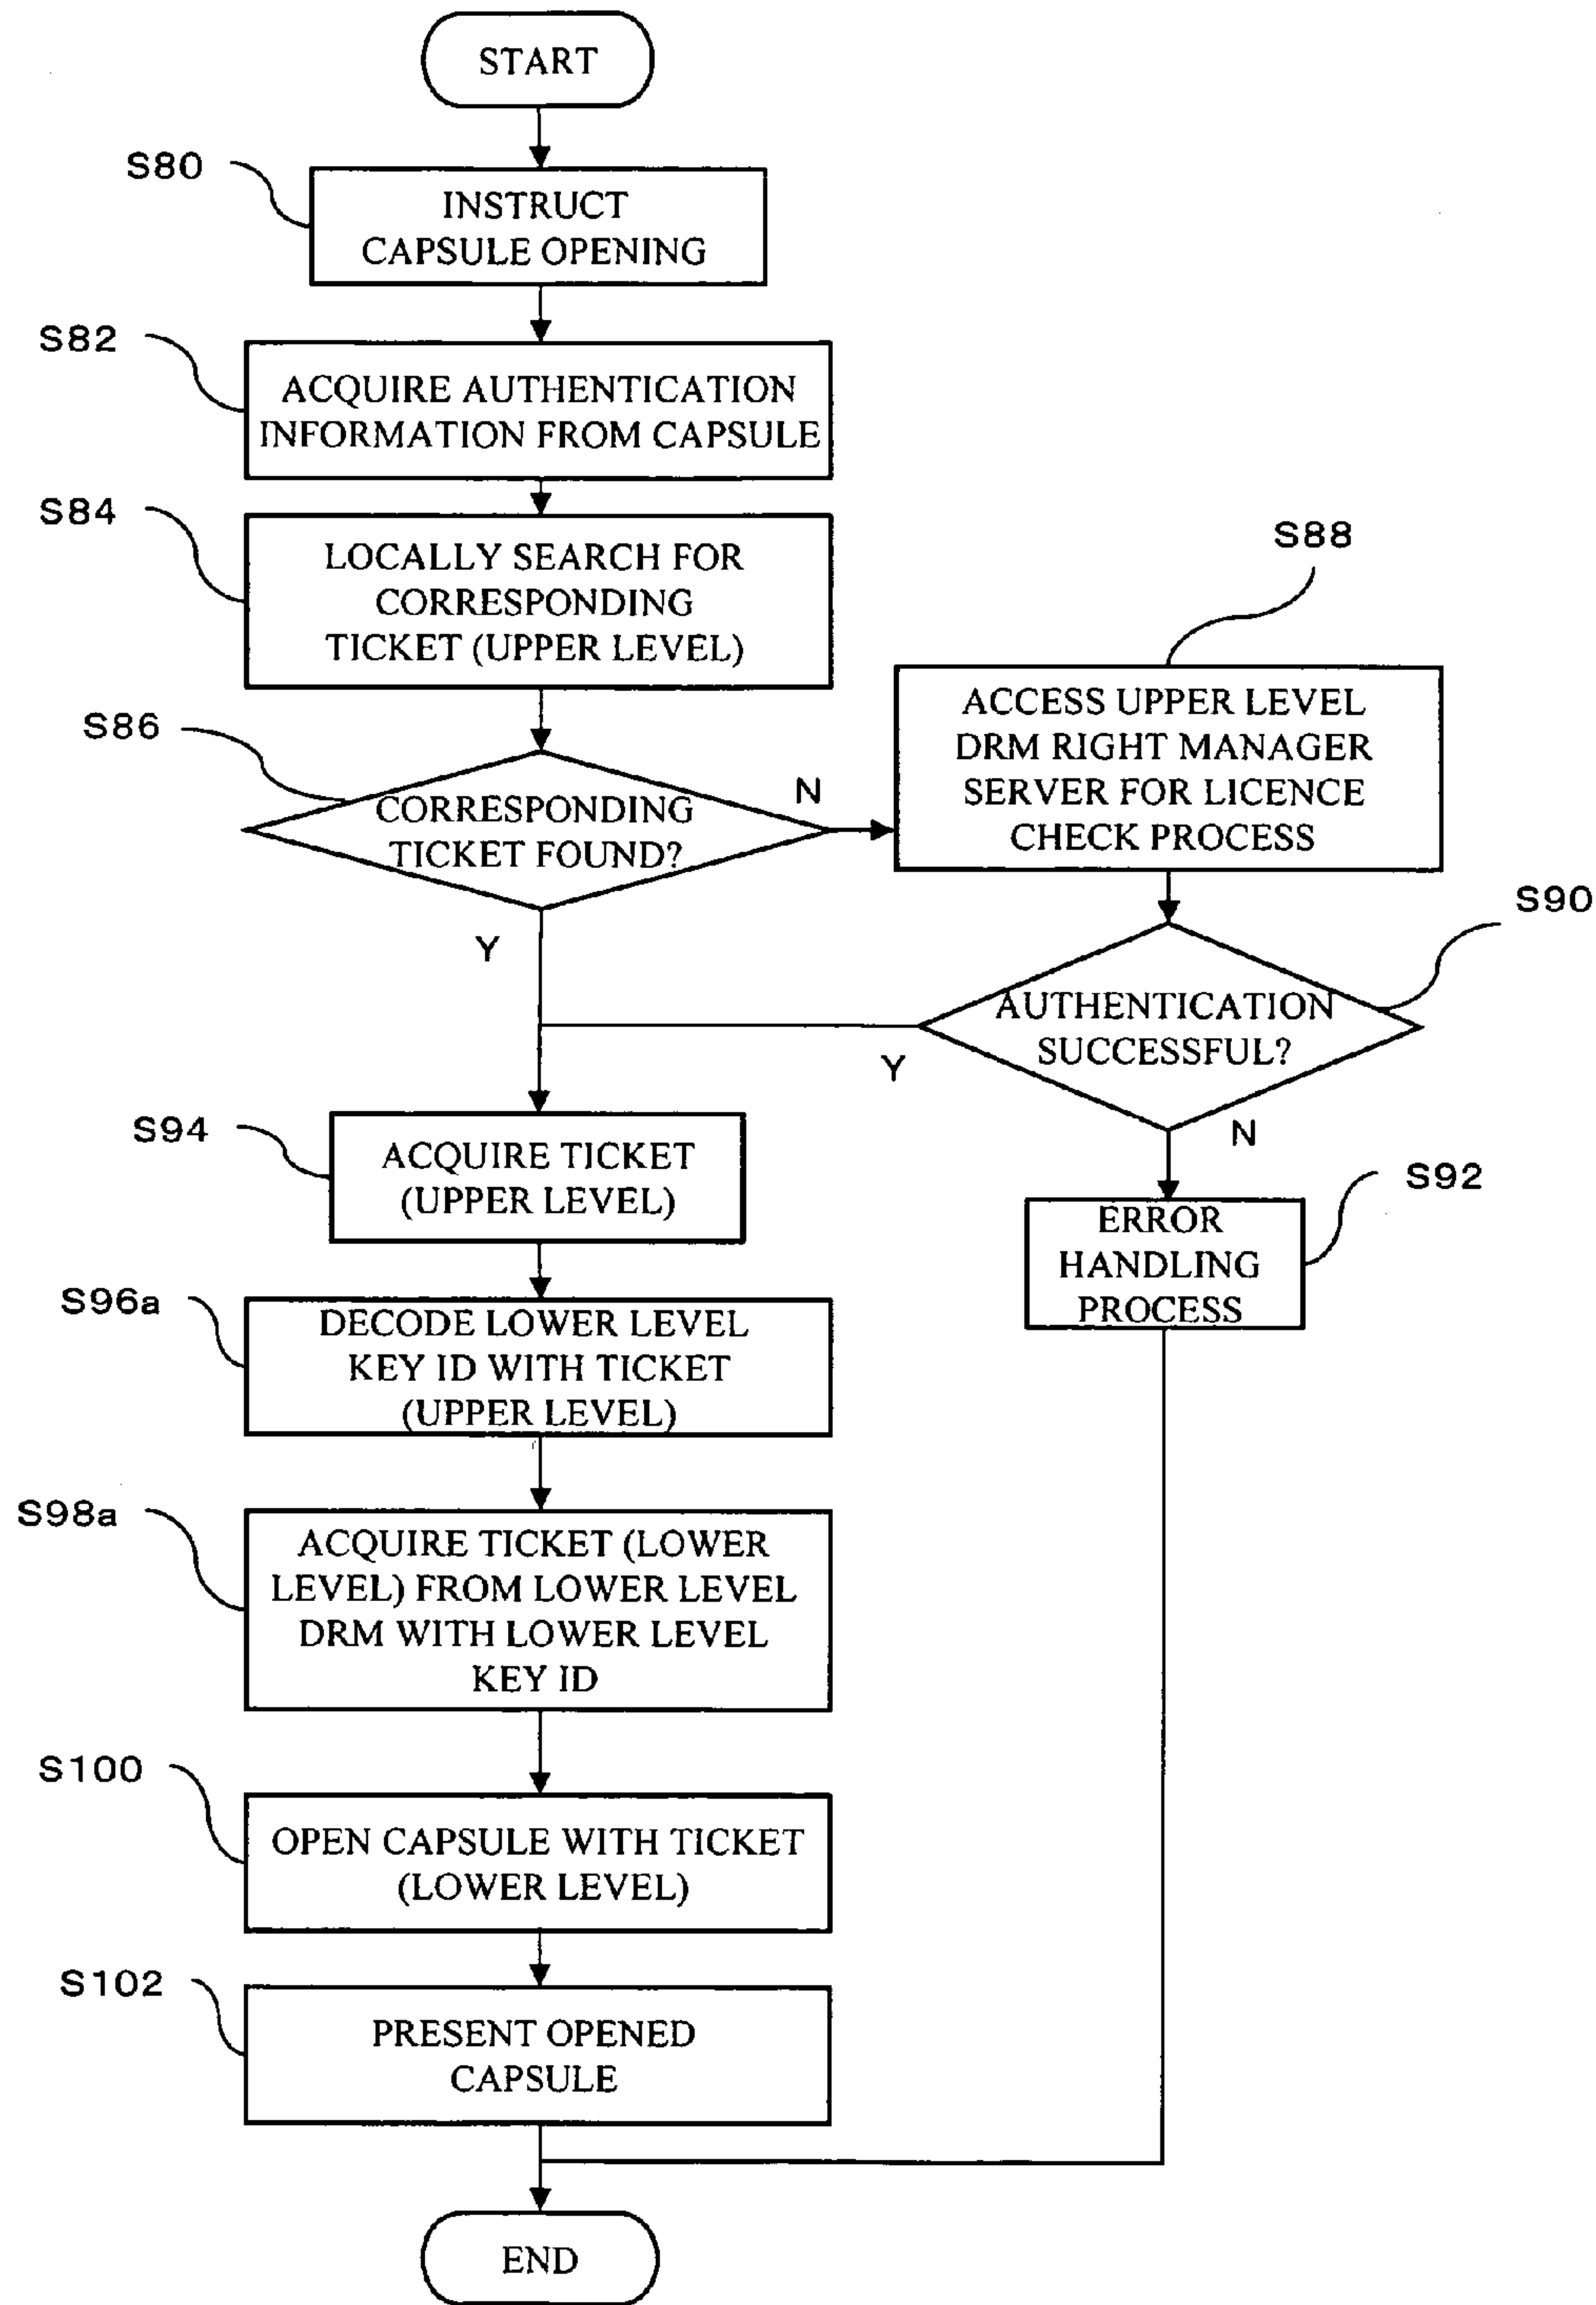 START
S80
INSTRUCT
CAPSULE OPENING
S82
ACQUIRE AUTHENTICATION
INFORMATION FROM CAPSULE
S84
LOCALLY SEARCH FOR
CORRESPONDING
TICKET (UPPER LEVEL)
S86
CORRESPONDING
TICKET FOUND?
N
Y
S88
ACCESS UPPER LEVEL
DRM RIGHT MANAGER
SERVER FOR LICENCE
CHECK PROCESS
S90
AUTHENTICATION
SUCCESSFUL?
Y
N
S92
ERROR
HANDLING
PROCESS
S94
ACQUIRE TICKET
(UPPER LEVEL)
S96a
DECODE LOWER LEVEL
KEY ID WITH TICKET
(UPPER LEVEL)
S98a
ACQUIRE TICKET (LOWER
LEVEL) FROM LOWER LEVEL
DRM WITH LOWER LEVEL
KEY ID
S100
OPEN CAPSULE WITH TICKET
(LOWER LEVEL)
S102
PRESENT OPENED
CAPSULE
END